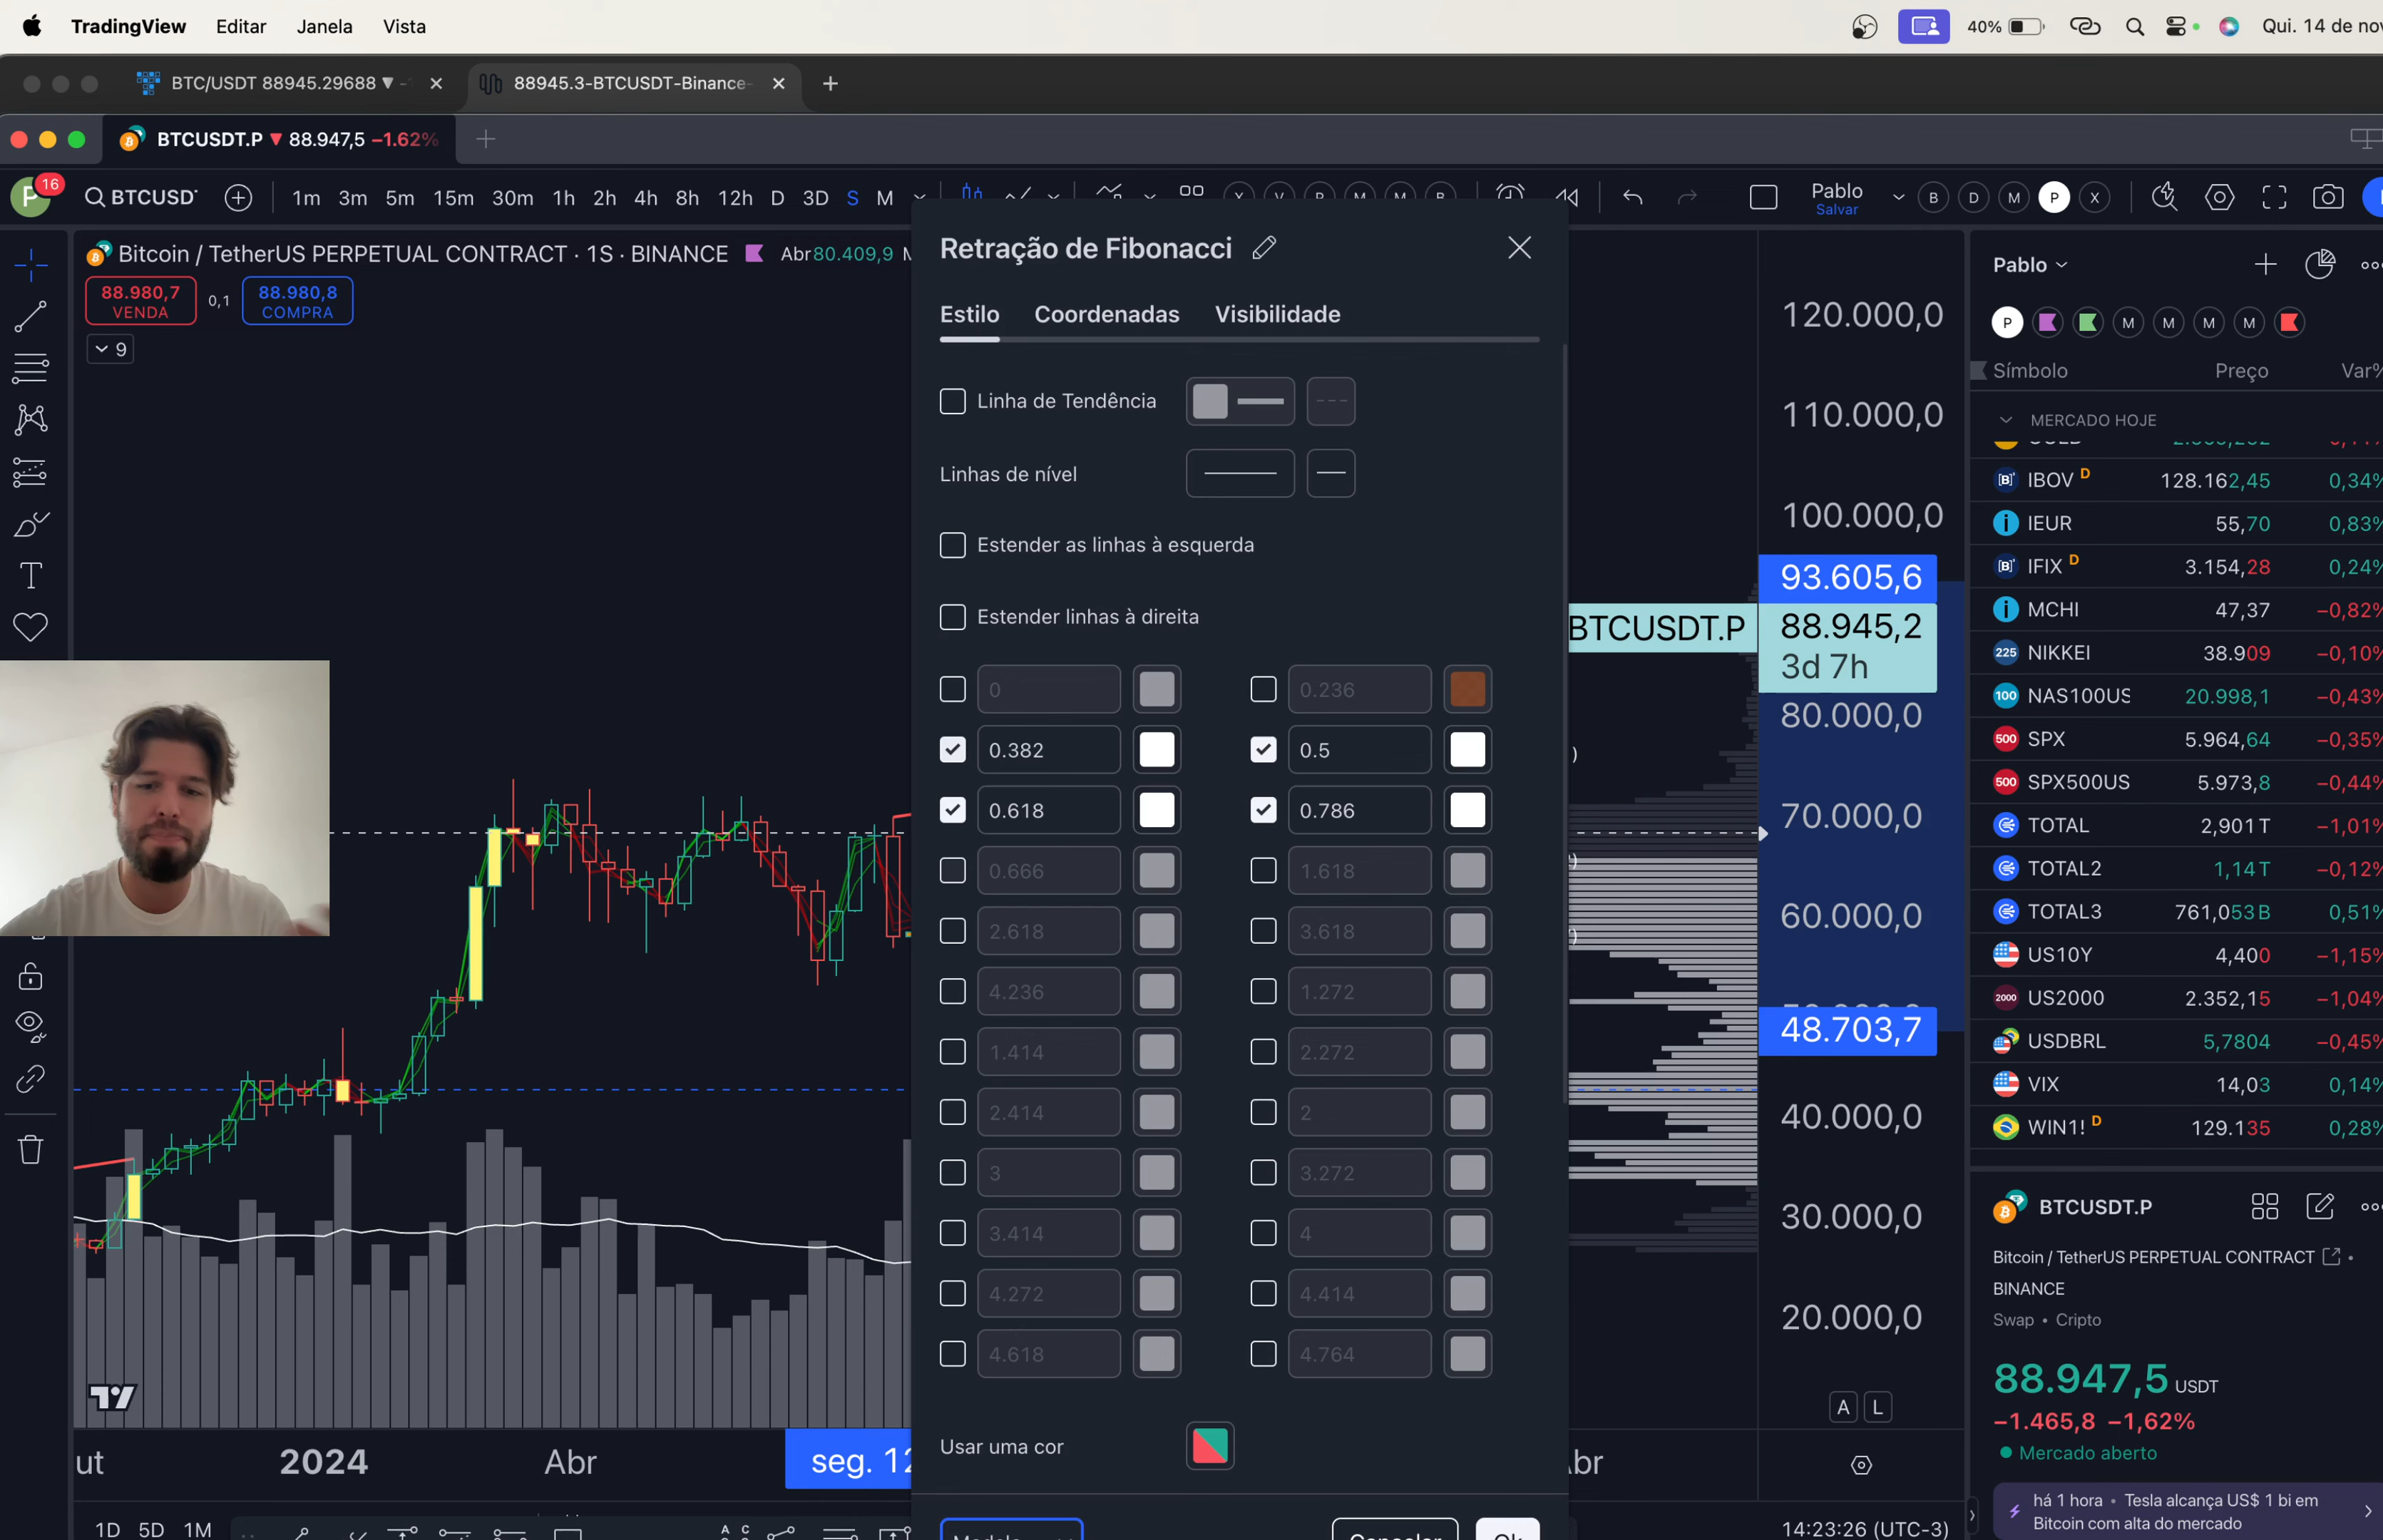 TradingView Editar Janela Vista 40% Qui. 14 de nov
BTC/USDT 88945.29688 ▼ - 88945.3-BTCUSDT-Binance-
BTCUSDT.P ▼ 88.947,5 −1.62%
P 16 BTCUSD 1m 3m 5m 15m 30m 1h 2h 4h 8h 12h D 3D S M
Pablo
Salvar
B D M P X
Bitcoin / TetherUS PERPETUAL CONTRACT · 1S · BINANCE Abr80.409,9
88.980,7
VENDA
0,1
88.980,8
COMPRA
9
Retração de Fibonacci
Estilo Coordenadas Visibilidade
Linha de Tendência
Linhas de nível
Estender as linhas à esquerda
Estender linhas à direita
0 0.236
0.382 0.5
0.618 0.786
0.666 1.618
2.618 3.618
4.236 1.272
1.414 2.272
2.414 2
3 3.272
3.414 4
4.272 4.414
4.618 4.764
Usar uma cor
Modelo Cancelar Ok
120.000,0
110.000,0
100.000,0
93.605,6
BTCUSDT.P 88.945,2
3d 7h
80.000,0
70.000,0
60.000,0
48.703,7
40.000,0
30.000,0
20.000,0
A L
ut 2024 Abr seg. 12
1D 5D 1M
14:23:26 (UTC-3)
Pablo
P M M M M
Símbolo Preço Var%
MERCADO HOJE
IBOV D 128.162,45 0,34%
IEUR 55,70 0,83%
IFIX D 3.154,28 0,24%
MCHI 47,37 −0,82%
NIKKEI 38.909 −0,10%
NAS100US 20.998,1 −0,43%
SPX 5.964,64 −0,35%
SPX500US 5.973,8 −0,44%
TOTAL 2,901 T −1,01%
TOTAL2 1,14 T −0,12%
TOTAL3 761,053 B 0,51%
US10Y 4,400 −1,15%
US2000 2.352,15 −1,04%
USDBRL 5,7804 −0,45%
VIX 14,03 0,14%
WIN1! D 129.135 0,28%
BTCUSDT.P
Bitcoin / TetherUS PERPETUAL CONTRACT •
BINANCE
Swap • Cripto
88.947,5 USDT
−1.465,8 −1,62%
Mercado aberto
há 1 hora • Tesla alcança US$ 1 bi em
Bitcoin com alta do mercado